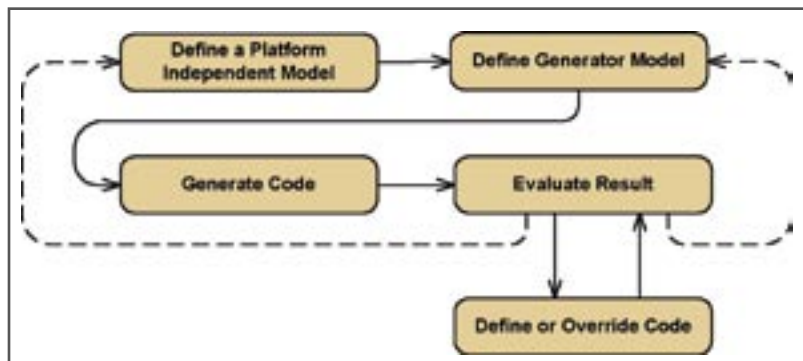 Define a Platform
Independent Model
Define Generator Model
Generate Code
Evaluate Result
Define or Override Code